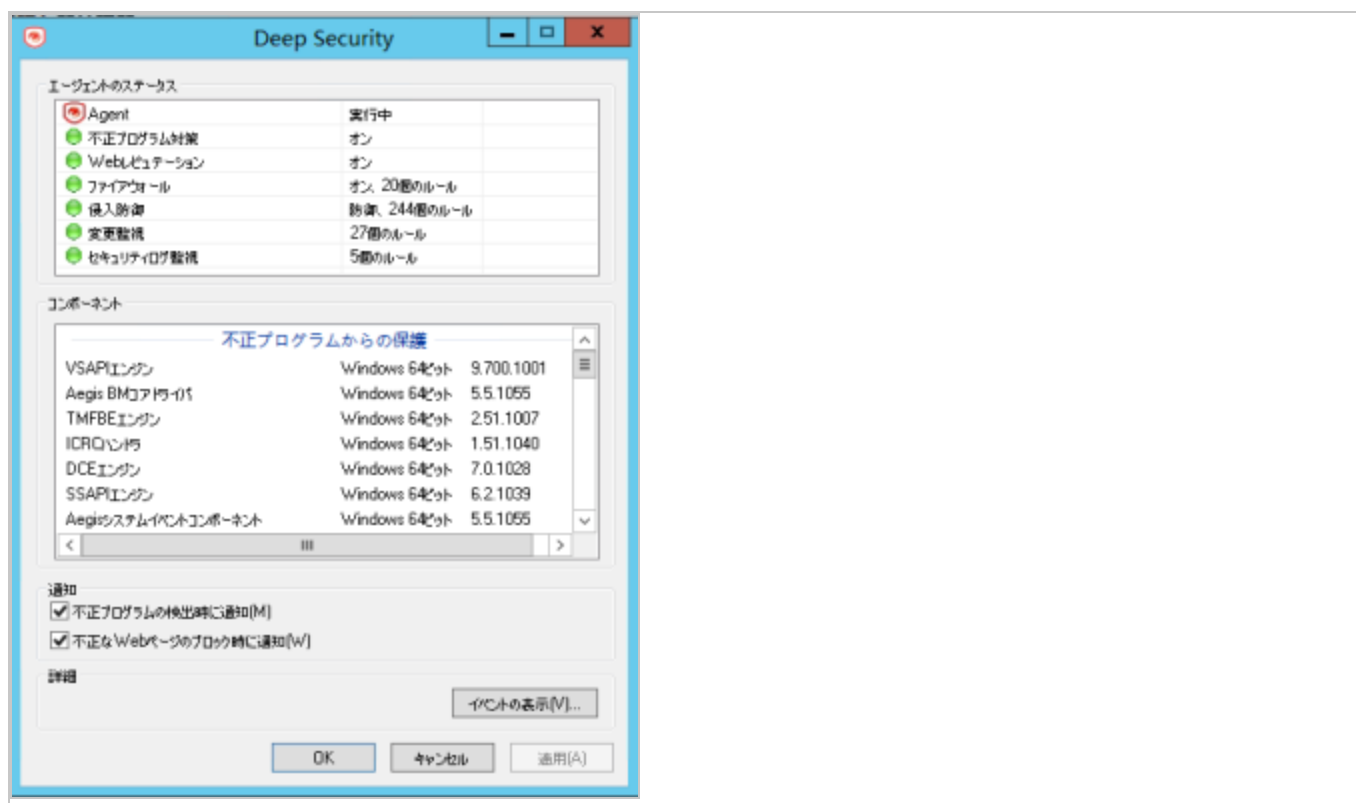 Deep Security
エージェントのステータス
Agent 実行中
不正プログラム対策 オン
Webレピュテーション オン
ファイアウォール オン、20個のルール
侵入防御 防御、244個のルール
変更監視 27個のルール
セキュリティログ監視 5個のルール
コンポーネント
不正プログラムからの保護
VSAPIエンジン Windows 64ビット 9.700.1001
Aegis BMコアドライバ 5.5.1055
TMFBEエンジン Windows 64ビット 2.51.1007
ICRCハンドラ Windows 64ビット 1.51.1040
DCEエンジン Windows 64ビット 7.0.1028
SSAPIエンジン Windows 64ビット 6.2.1039
Aegisシステムイベントコンポーネント Windows 64ビット 5.5.1055
通知
不正プログラムの検出時に通知(M)
不正なWebページのブロック時に通知(W)
詳細
イベントの表示(V)...
OK キャンセル 適用(A)